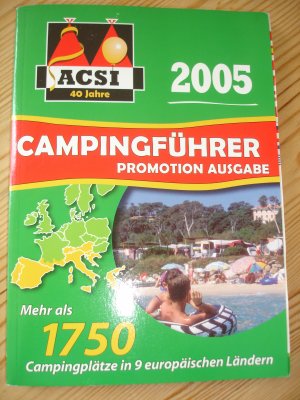 ACSI
40 Jahre
2005
CAMPINGFÜHRER
PROMOTION AUSGABE
Mehr als
1750
Campingplätze in 9 europäischen Ländern